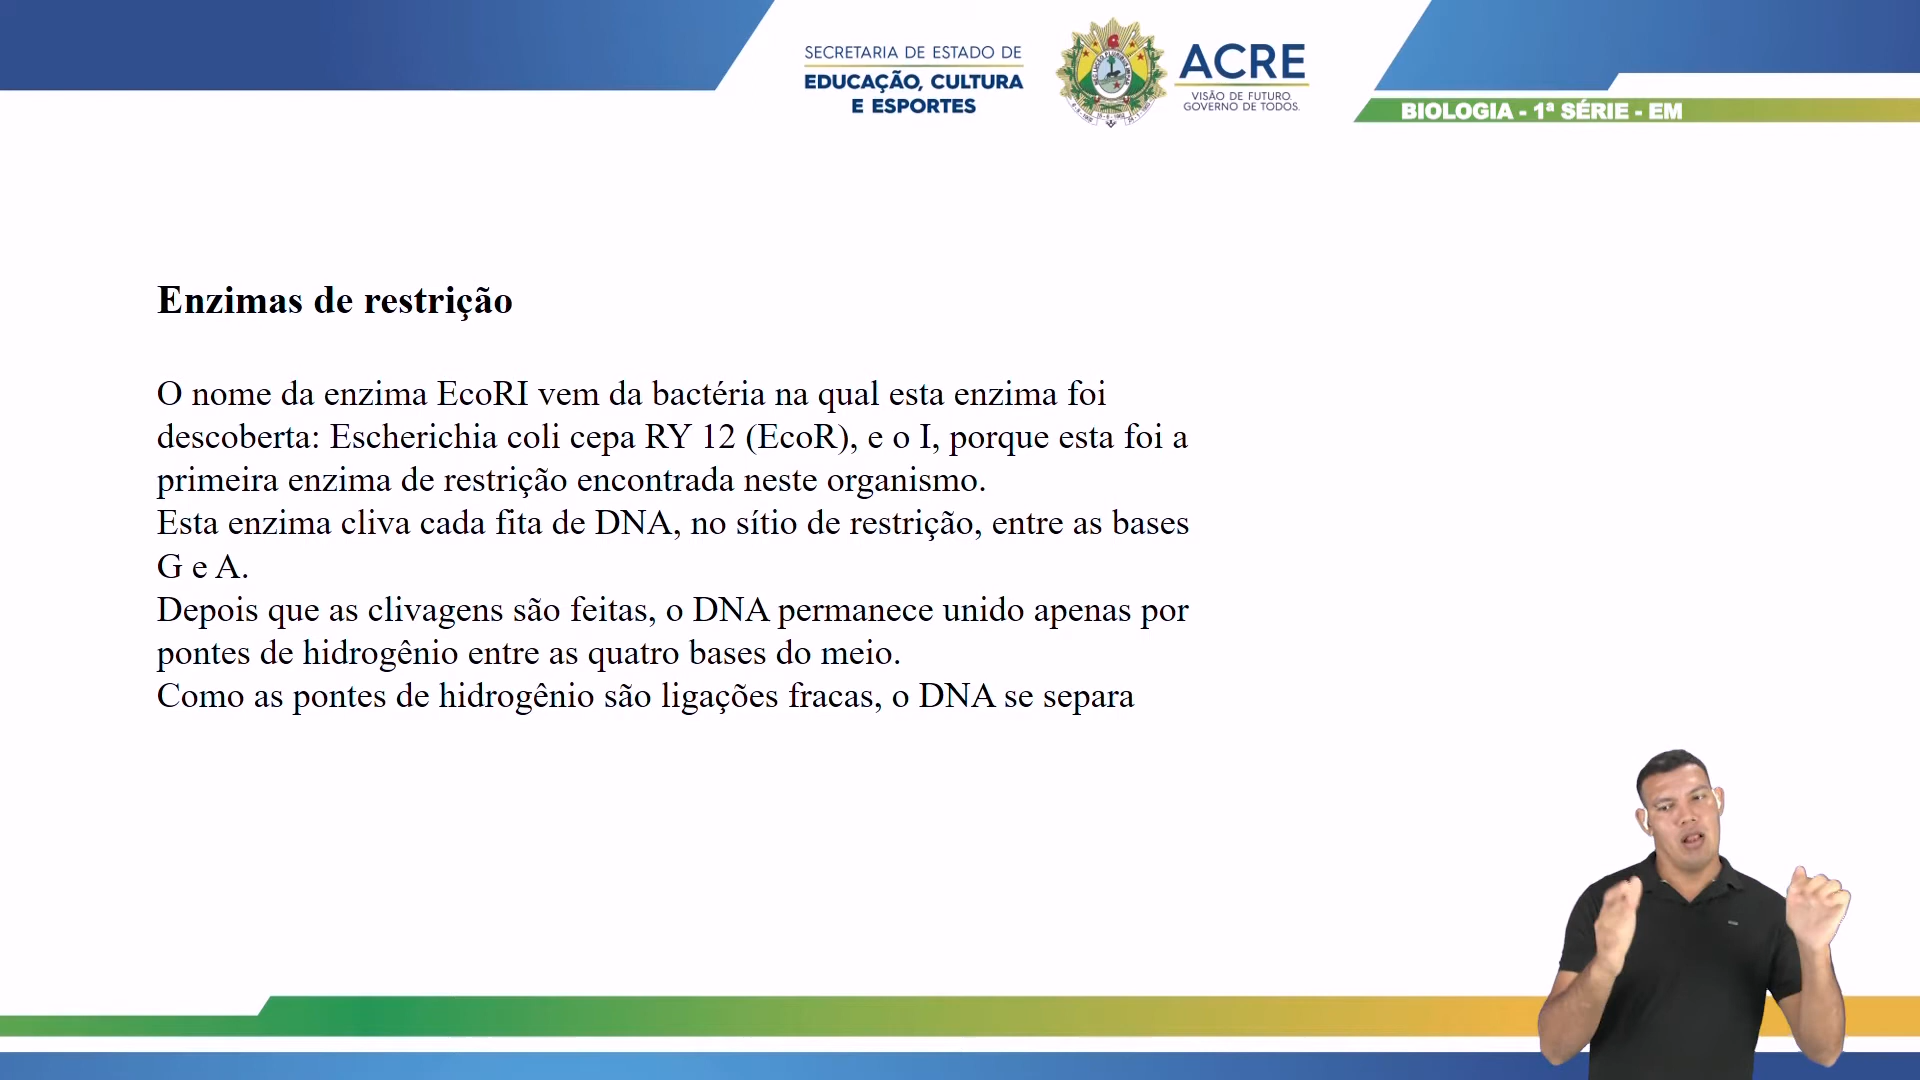 SECRETARIA DE ESTADO DE
EDUCAÇÃO, CULTURA
E ESPORTES
ACRE
VISÃO DE FUTURO.
GOVERNO DE TODOS.
BIOLOGIA - 1ª SÉRIE - EM
Enzimas de restrição
O nome da enzima EcoRI vem da bactéria na qual esta enzima foi
descoberta: Escherichia coli cepa RY 12 (EcoR), e o I, porque esta foi a
primeira enzima de restrição encontrada neste organismo.
Esta enzima cliva cada fita de DNA, no sítio de restrição, entre as bases
G e A.
Depois que as clivagens são feitas, o DNA permanece unido apenas por
pontes de hidrogênio entre as quatro bases do meio.
Como as pontes de hidrogênio são ligações fracas, o DNA se separa